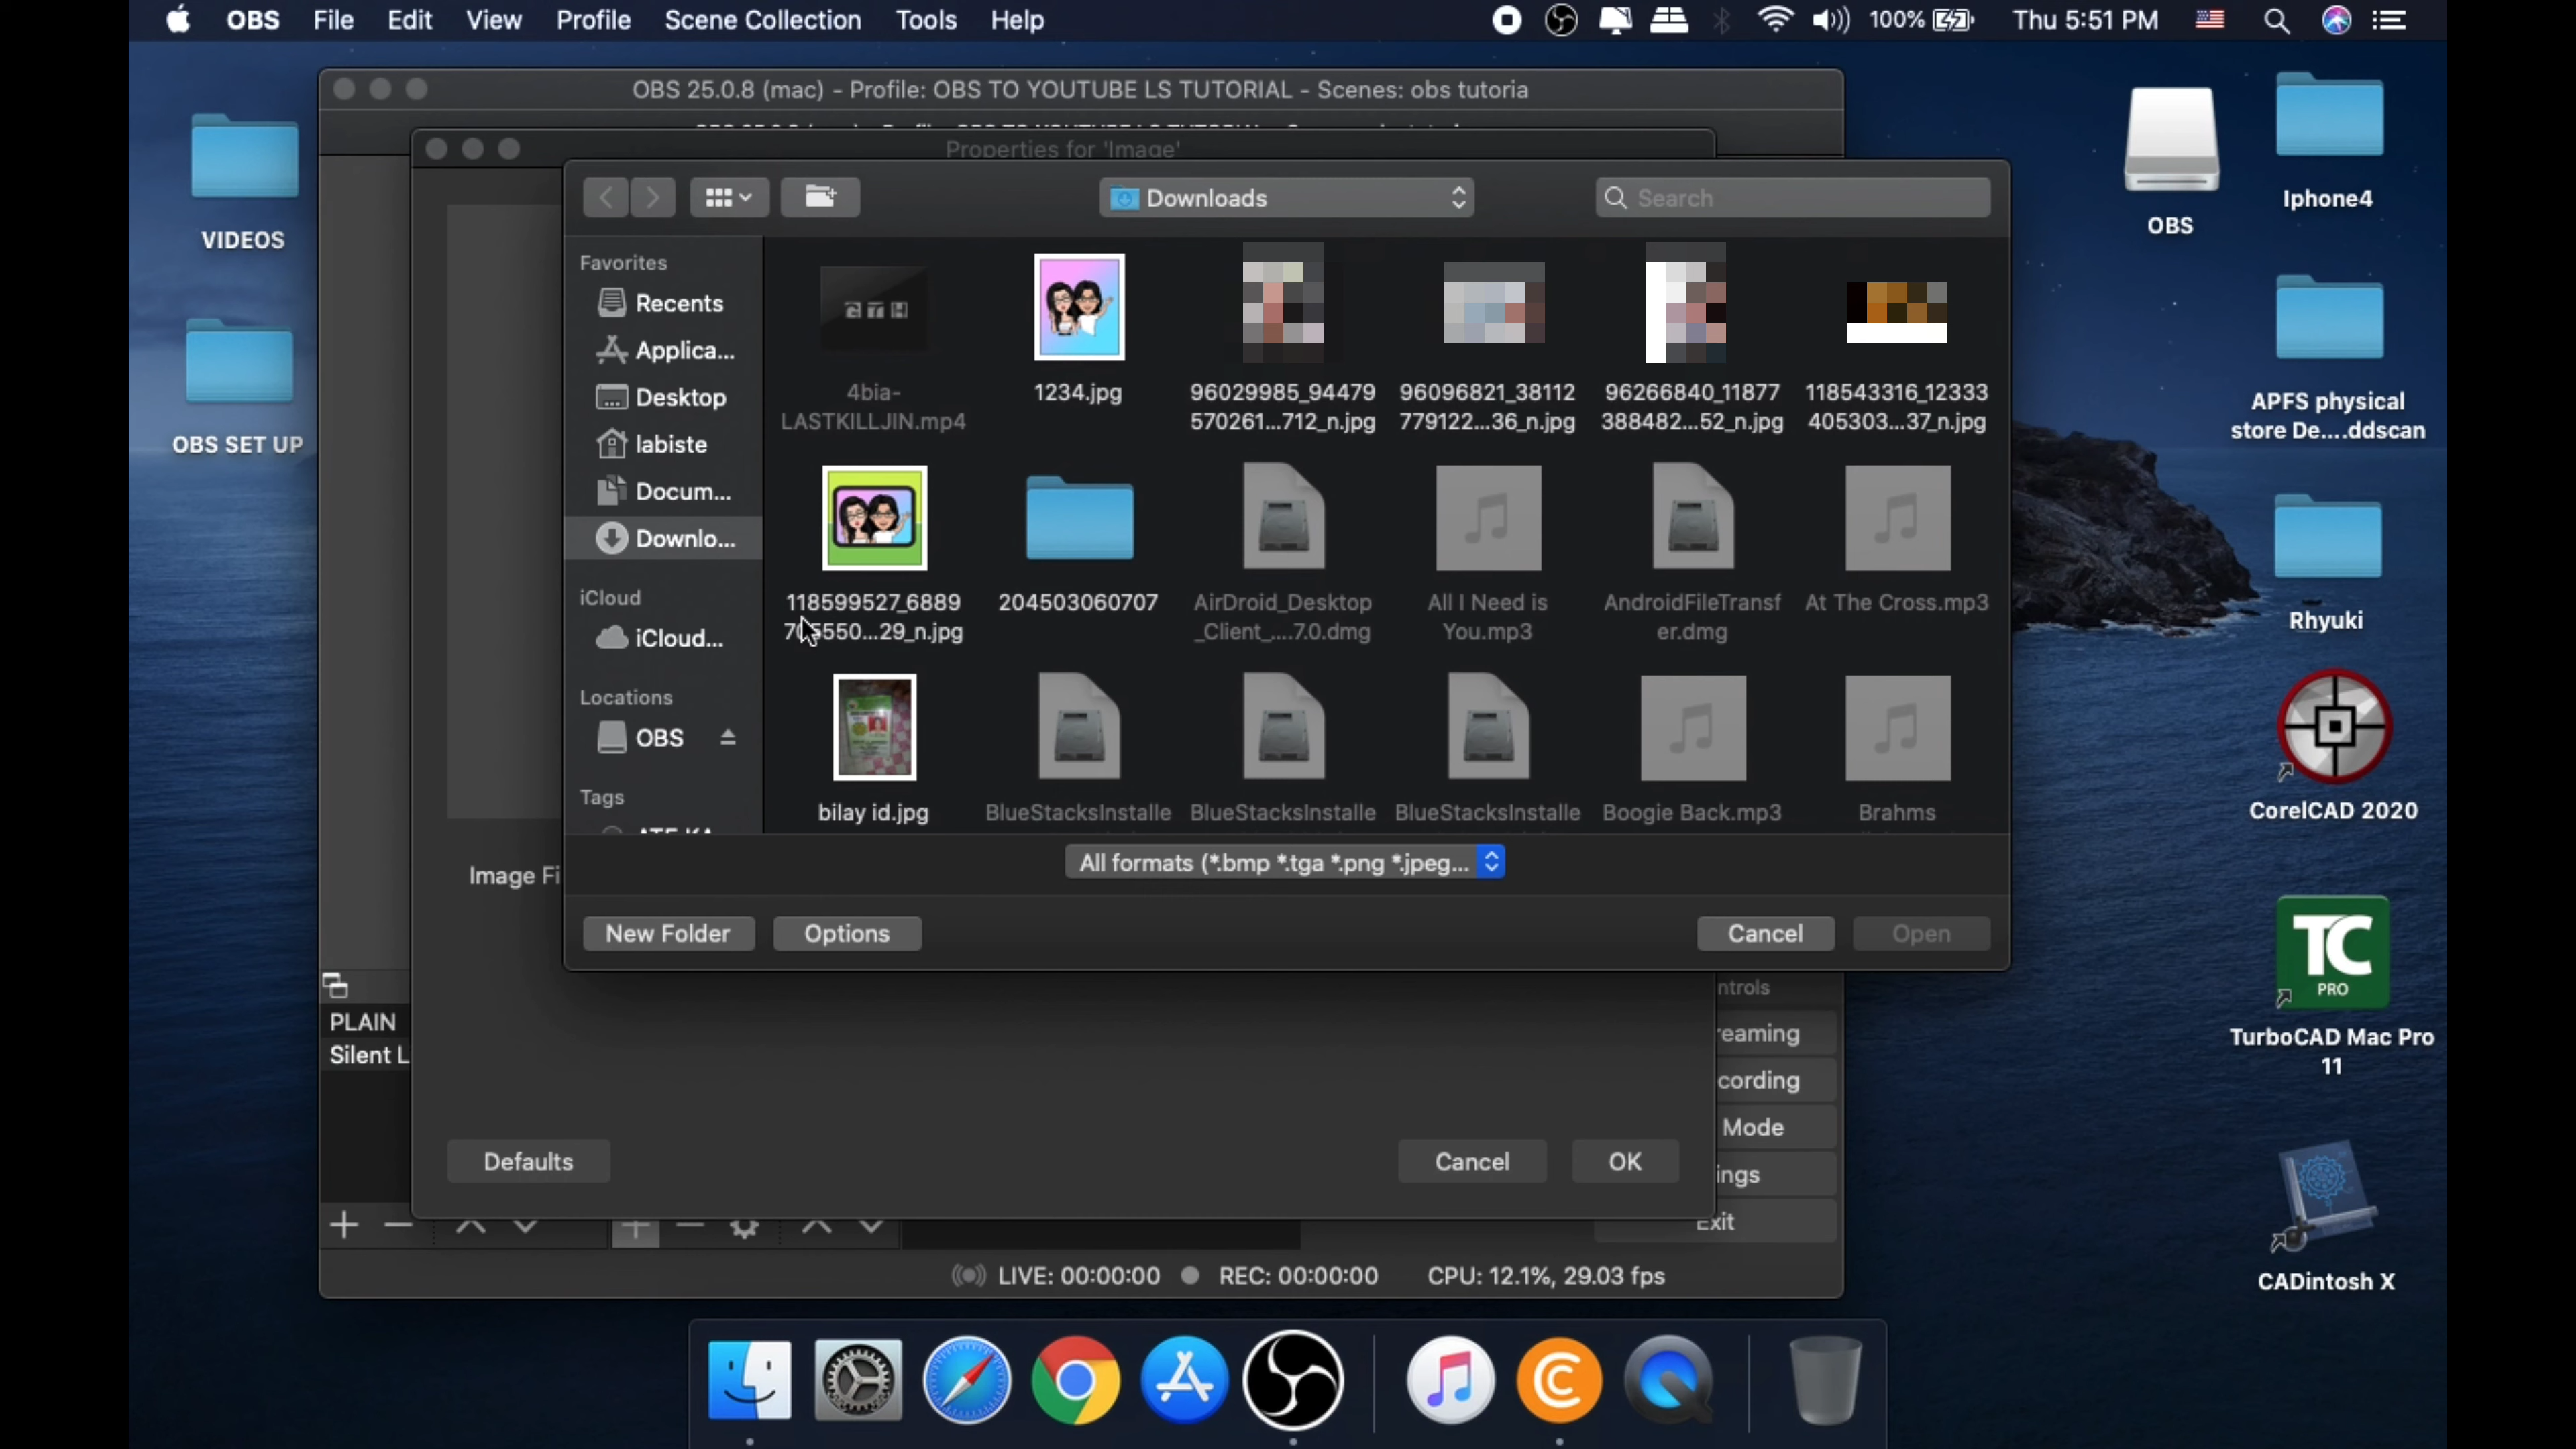 OBS File Edit View Profile Scene Collection Tools Help 100% Thu 5:51 PM
OBS 25.0.8 (mac) - Profile: OBS TO YOUTUBE LS TUTORIAL - Scenes: obs tutoria
Properties for 'Image'
Downloads
Search
VIDEOS
OBS SET UP
Favorites
Recents
Applica...
Desktop
labiste
Docum...
Downlo...
iCloud
iCloud...
Locations
OBS
Tags
4bia-
LASTKILLJIN.mp4
1234.jpg
96029985_94479
570261...712_n.jpg
96096821_38112
779122...36_n.jpg
96266840_11877
388482...52_n.jpg
118543316_12333
405303...37_n.jpg
118599527_6889
204503060707
AirDroid_Desktop
_Client_....7.0.dmg
All I Need is
You.mp3
AndroidFileTransf
er.dmg
At The Cross.mp3
bilay id.jpg
BlueStacksInstalle
BlueStacksInstalle
BlueStacksInstalle
Boogie Back.mp3
Brahms
All formats (*.bmp *.tga *.png *.jpeg...
New Folder
Options
Cancel
Open
Image Fi
PLAIN
Silent L
ntrols
reaming
cording
Mode
ings
Exit
Defaults
Cancel
OK
LIVE: 00:00:00
REC: 00:00:00
CPU: 12.1%, 29.03 fps
OBS
Iphone4
APFS physical
store De....ddscan
Rhyuki
CorelCAD 2020
TC
PRO
TurboCAD Mac Pro
11
CADintosh X